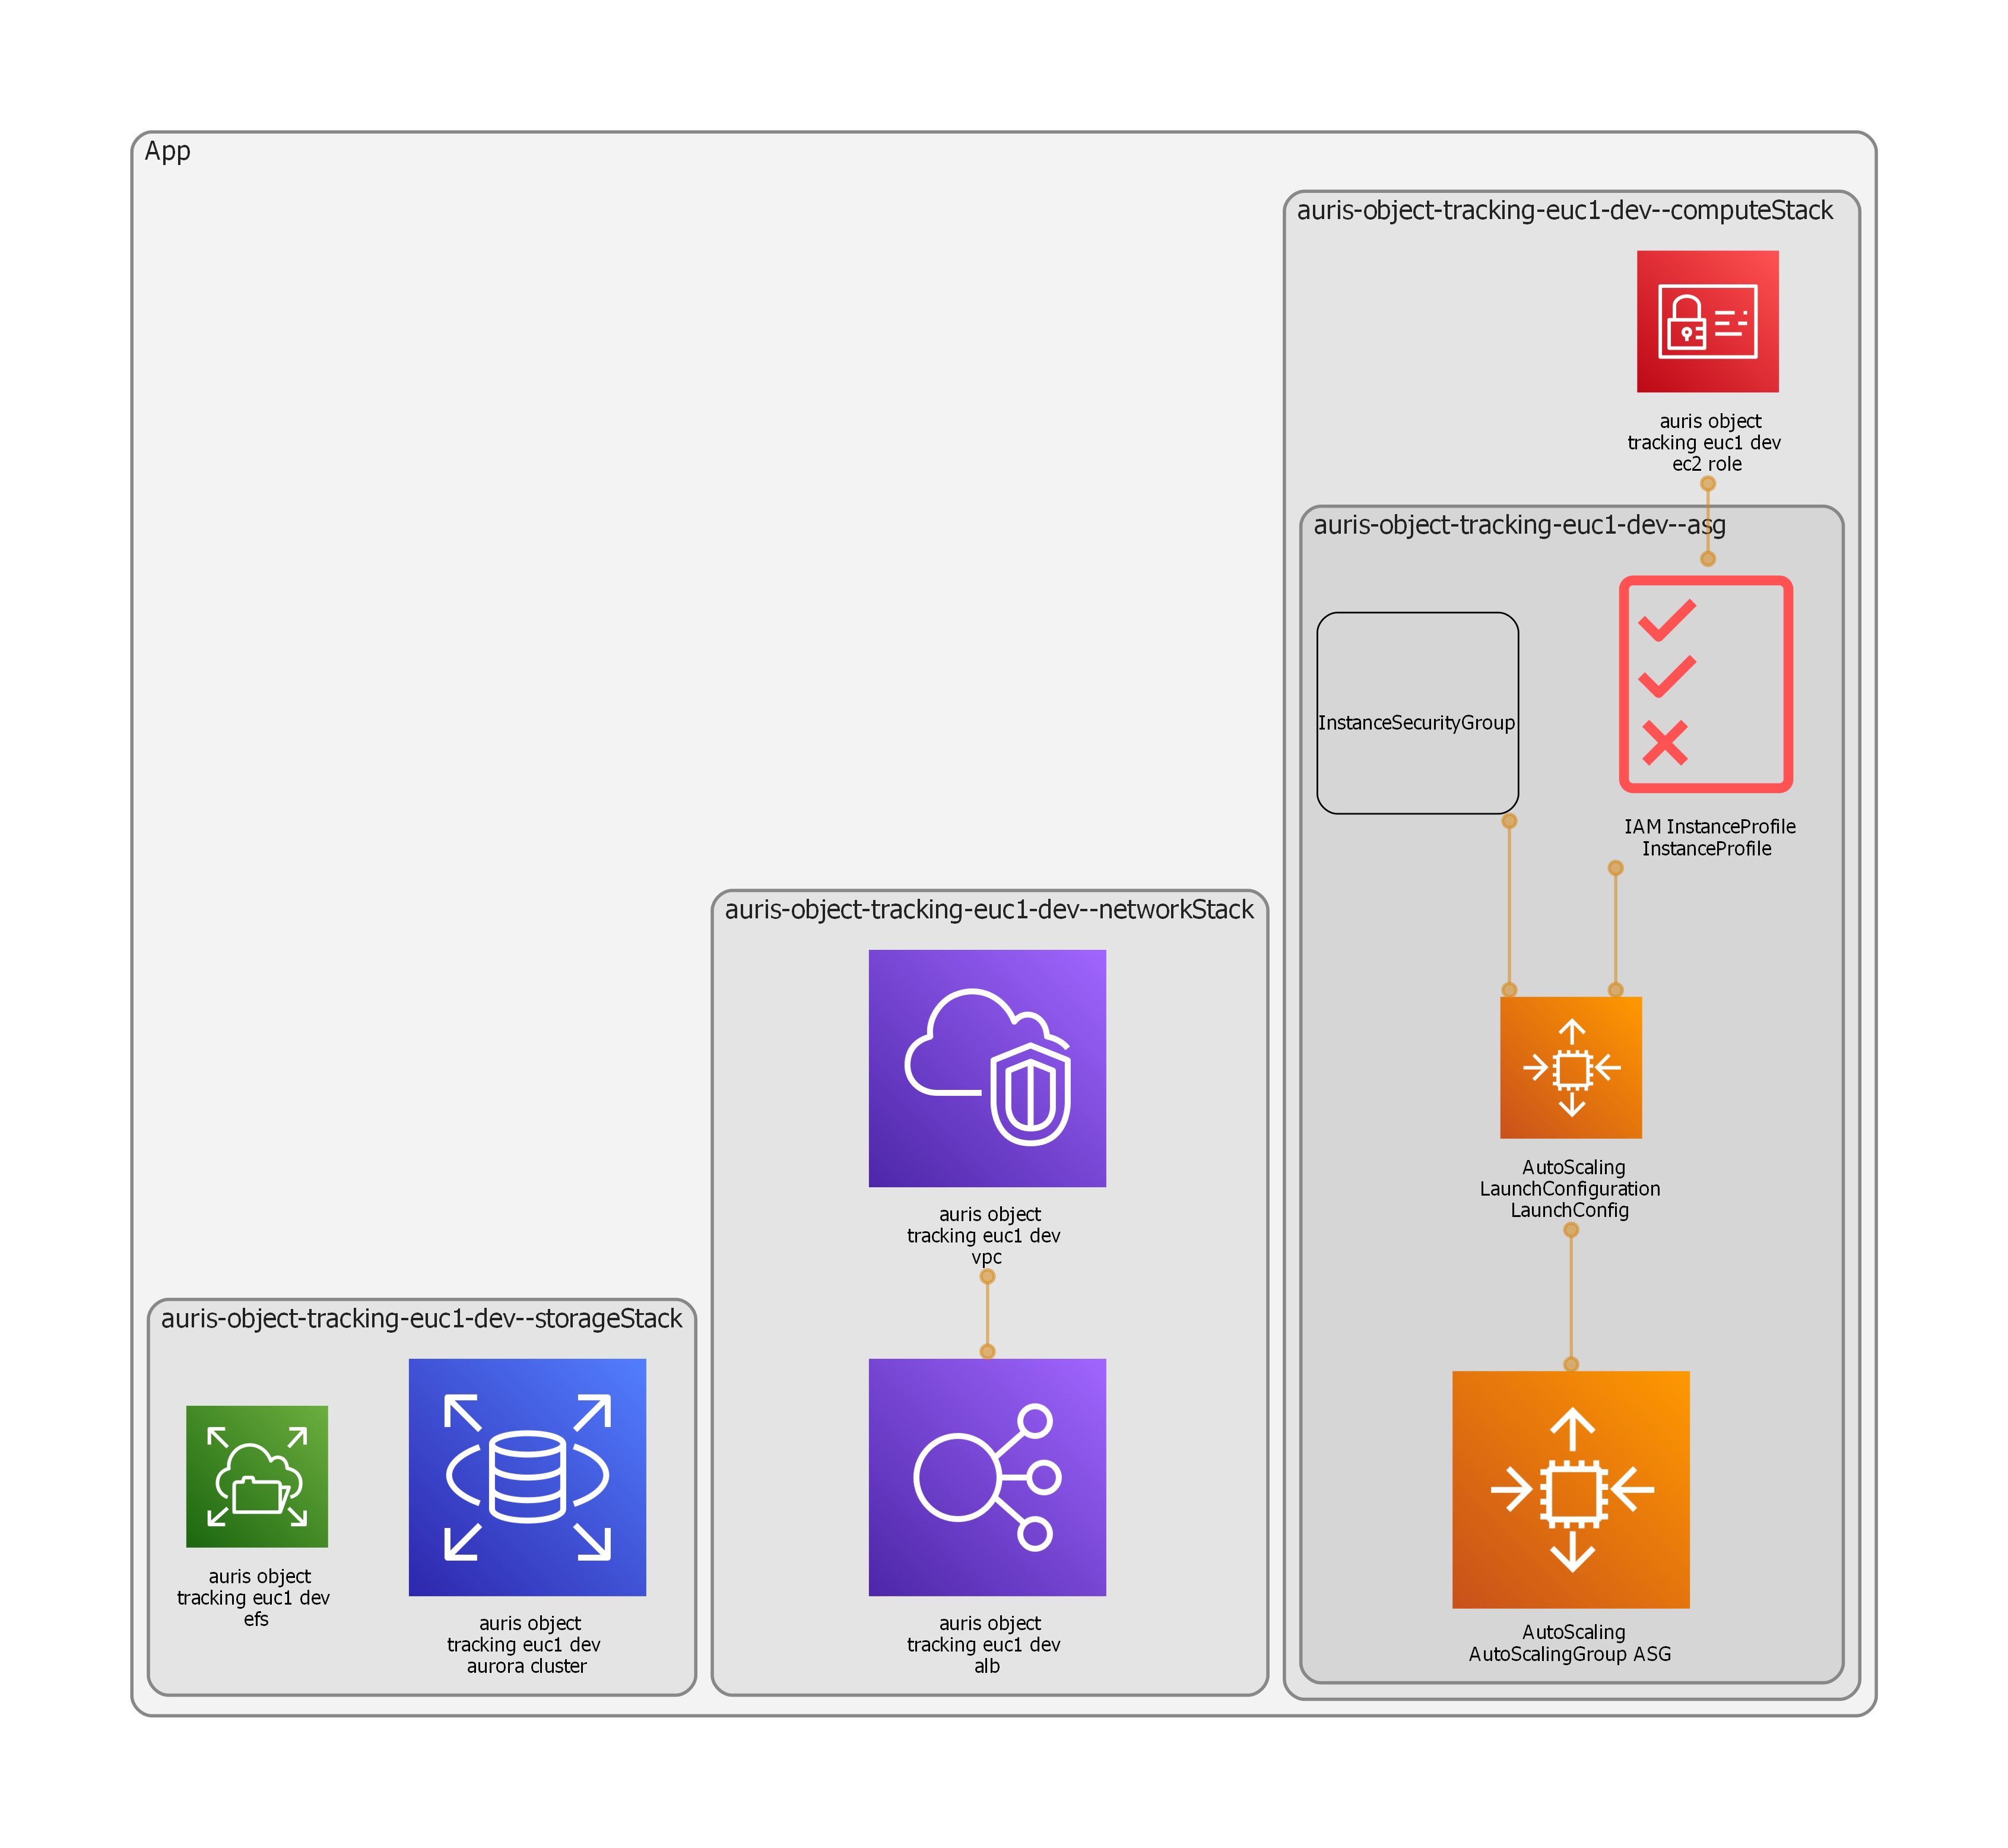 App
auris-object-tracking-euc1-dev--computeStack
auris object
tracking euc1 dev
ec2 role
auris-object-tracking-euc1-dev--asg
InstanceSecurityGroup
IAM InstanceProfile
InstanceProfile
AutoScaling
LaunchConfiguration
LaunchConfig
AutoScaling
AutoScalingGroup ASG
auris-object-tracking-euc1-dev--networkStack
auris object
tracking euc1 dev
vpc
auris object
tracking euc1 dev
alb
auris-object-tracking-euc1-dev--storageStack
auris object
tracking euc1 dev
efs
auris object
tracking euc1 dev
aurora cluster